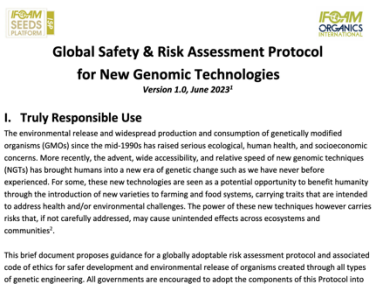 IFOAM
SEEDS
PLATFORM
IFOAM
ORGANICS
INTERNATIONAL
Global Safety & Risk Assessment Protocol
for New Genomic Technologies
Version 1.0, June 2023¹
I. Truly Responsible Use
The environmental release and widespread production and consumption of genetically modified
organisms (GMOs) since the mid-1990s has raised serious ecological, human health, and socioeconomic
concerns. More recently, the advent, wide accessibility, and relative speed of new genomic techniques
(NGTs) has brought humans into a new era of genetic change such as we have never before
experienced. For some, these new technologies are seen as a potential opportunity to benefit humanity
through the introduction of new varieties to farming and food systems, carrying traits that are intended
to address health and/or environmental challenges. The power of these new techniques however carries
risks that, if not carefully addressed, may cause unintended effects across ecosystems and
communities².
This brief document proposes guidance for a globally adoptable risk assessment protocol and associated
code of ethics for safer development and environmental release of organisms created through all types
of genetic engineering. All governments are encouraged to adopt the components of this Protocol into